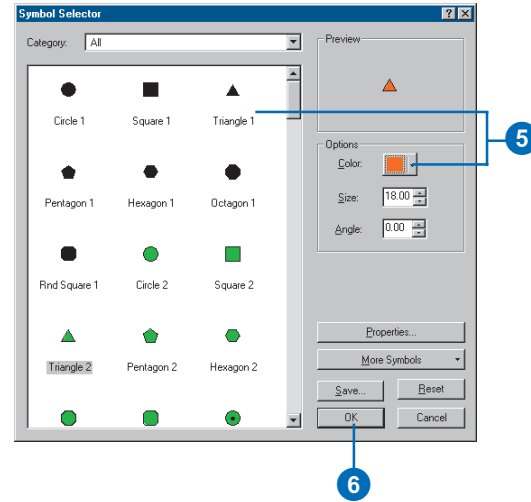 Symbol Selector
Category: All
Circle 1 Square 1 Triangle 1
Pentagon 1 Hexagon 1 Octagon 1
Rnd Square 1 Circle 2 Square 2
Triangle 2 Pentagon 2 Hexagon 2
Preview
5
Options
Color:
Size: 18.00
Angle: 0.00
Properties...
More Symbols
Save... Reset
OK Cancel
6